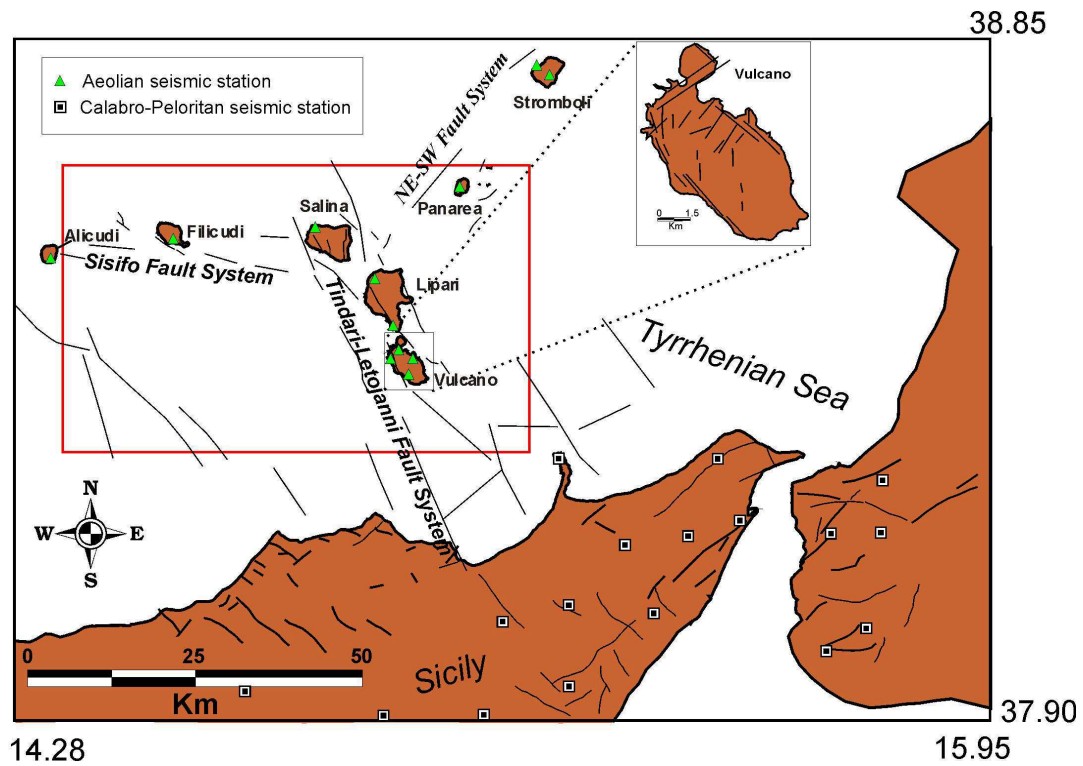 38.85
Aeolian seismic station
Calabro-Peloritan seismic station
Vulcano
0 1.5
Km
Stromboli
NE-SW Fault System
Panarea
Salina
Alicudi
Filicudi
Sisifo Fault System
Lipari
Tindari-Letojanni Fault System
Vulcano
Tyrrhenian Sea
N
W E
S
0 25 50
Km
Sicily
37.90
14.28
15.95